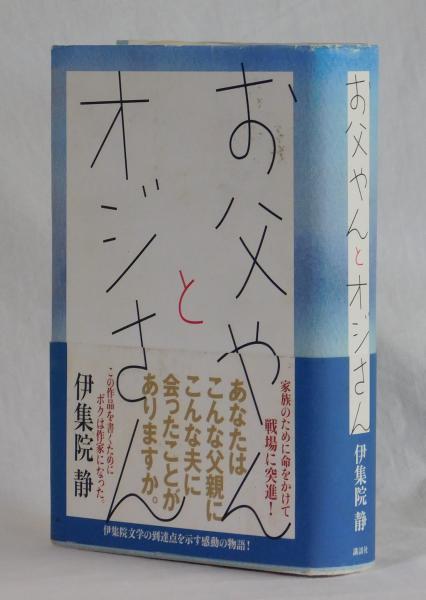 お父やん
と
オジさん
家族のために命をかけて
戦場に突進！
あなたは
こんな父親に
こんな夫に
会ったことが
ありますか。
この作品を書くために
ボクは作家になった。
伊集院 静
伊集院文学の到達点を示す感動の物語！
お父やんとオジさん
伊集院 静
講談社